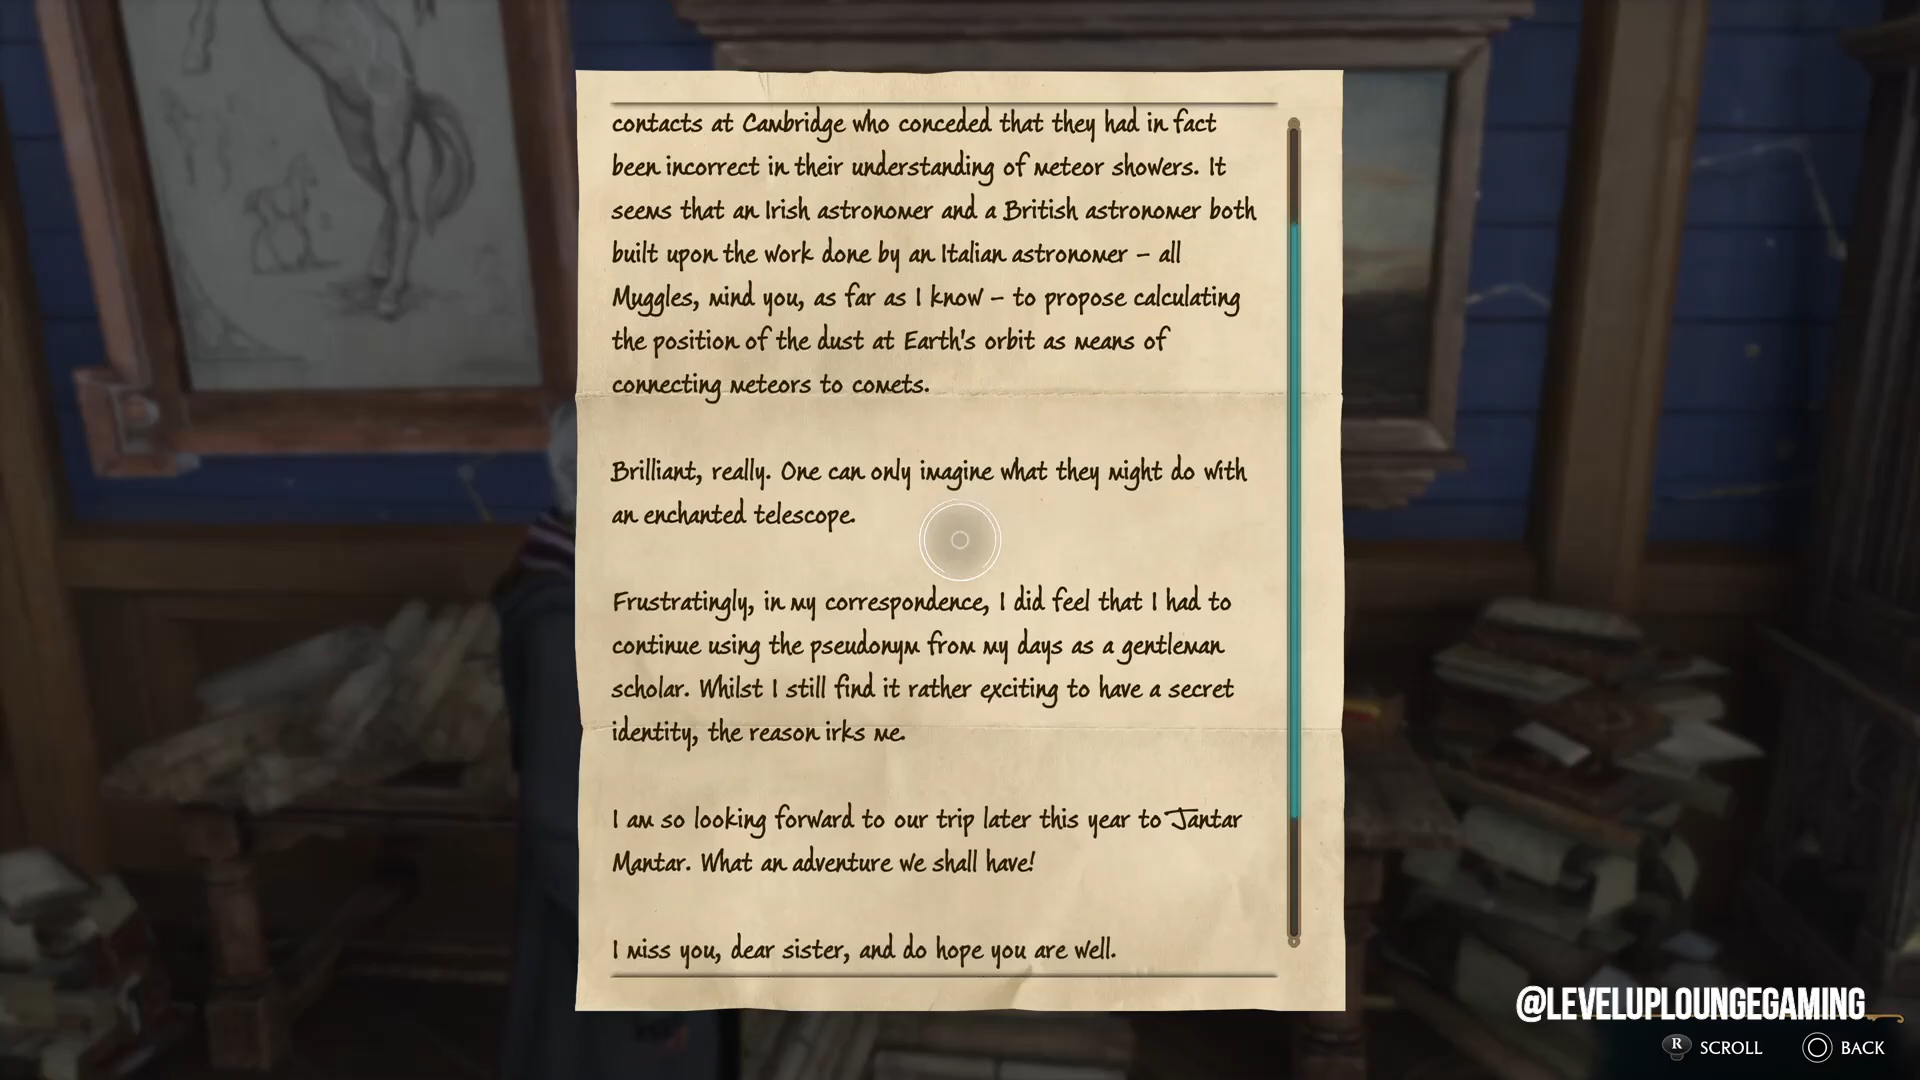 contacts at Cambridge who conceded that they had in fact
been incorrect in their understanding of meteor showers. It
seems that an Irish astronomer and a British astronomer both
built upon the work done by an Italian astronomer – all
Muggles, mind you, as far as I know – to propose calculating
the position of the dust at Earth's orbit as means of
connecting meteors to comets.
Brilliant, really. One can only imagine what they might do with
an enchanted telescope.
Frustratingly, in my correspondence, I did feel that I had to
continue using the pseudonym from my days as a gentleman
scholar. Whilst I still find it rather exciting to have a secret
identity, the reason irks me.
I am so looking forward to our trip later this year to Jantar
Mantar. What an adventure we shall have!
I miss you, dear sister, and do hope you are well.
@LEVELUPLOUNGEGAMING
R SCROLL BACK